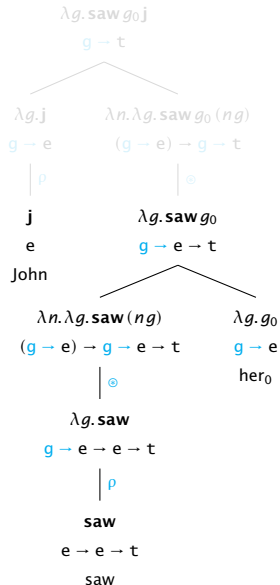 λg. saw g₀ j
g → t
λg. j λn. λg. saw g₀ (n g)
g → e (g → e) → g → t
ρ ⊛
j λg. saw g₀
e g → e → t
John
λn. λg. saw (n g) λg. g₀
(g → e) → g → e → t g → e
her₀
⊛
λg. saw
g → e → e → t
ρ
saw
e → e → t
saw